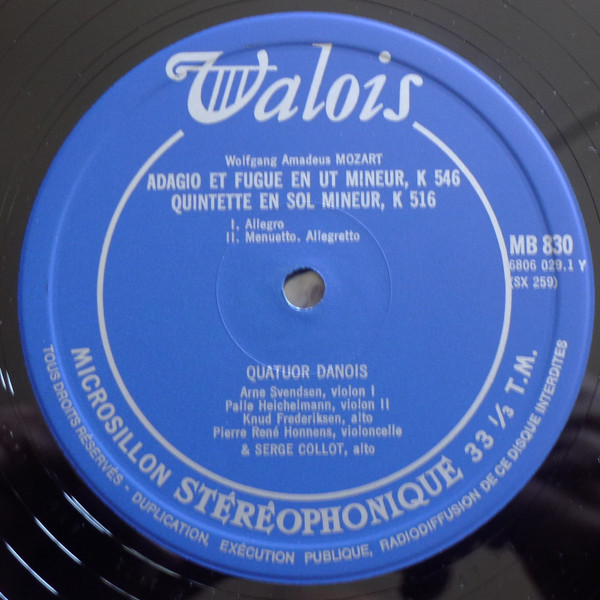 Valois
Wolfgang Amadeus MOZART
ADAGIO ET FUGUE EN UT MINEUR, K 546
QUINTETTE EN SOL MINEUR, K 516
I. Allegro
II. Menuetto. Allegretto
MB 830
6806 029.1 Y
(SX 259)
QUATUOR DANOIS
Arne Svendsen, violon I
Palle Heichelmann, violon II
Knud Frederiksen, alto
Pierre René Honnens, violoncelle
& SERGE COLLOT, alto
MICROSILLON STÉRÉOPHONIQUE 33 1/3 T.M.
TOUS DROITS RÉSERVÉS - DUPLICATION, EXÉCUTION PUBLIQUE, RADIODIFFUSION DE CE DISQUE INTERDITES